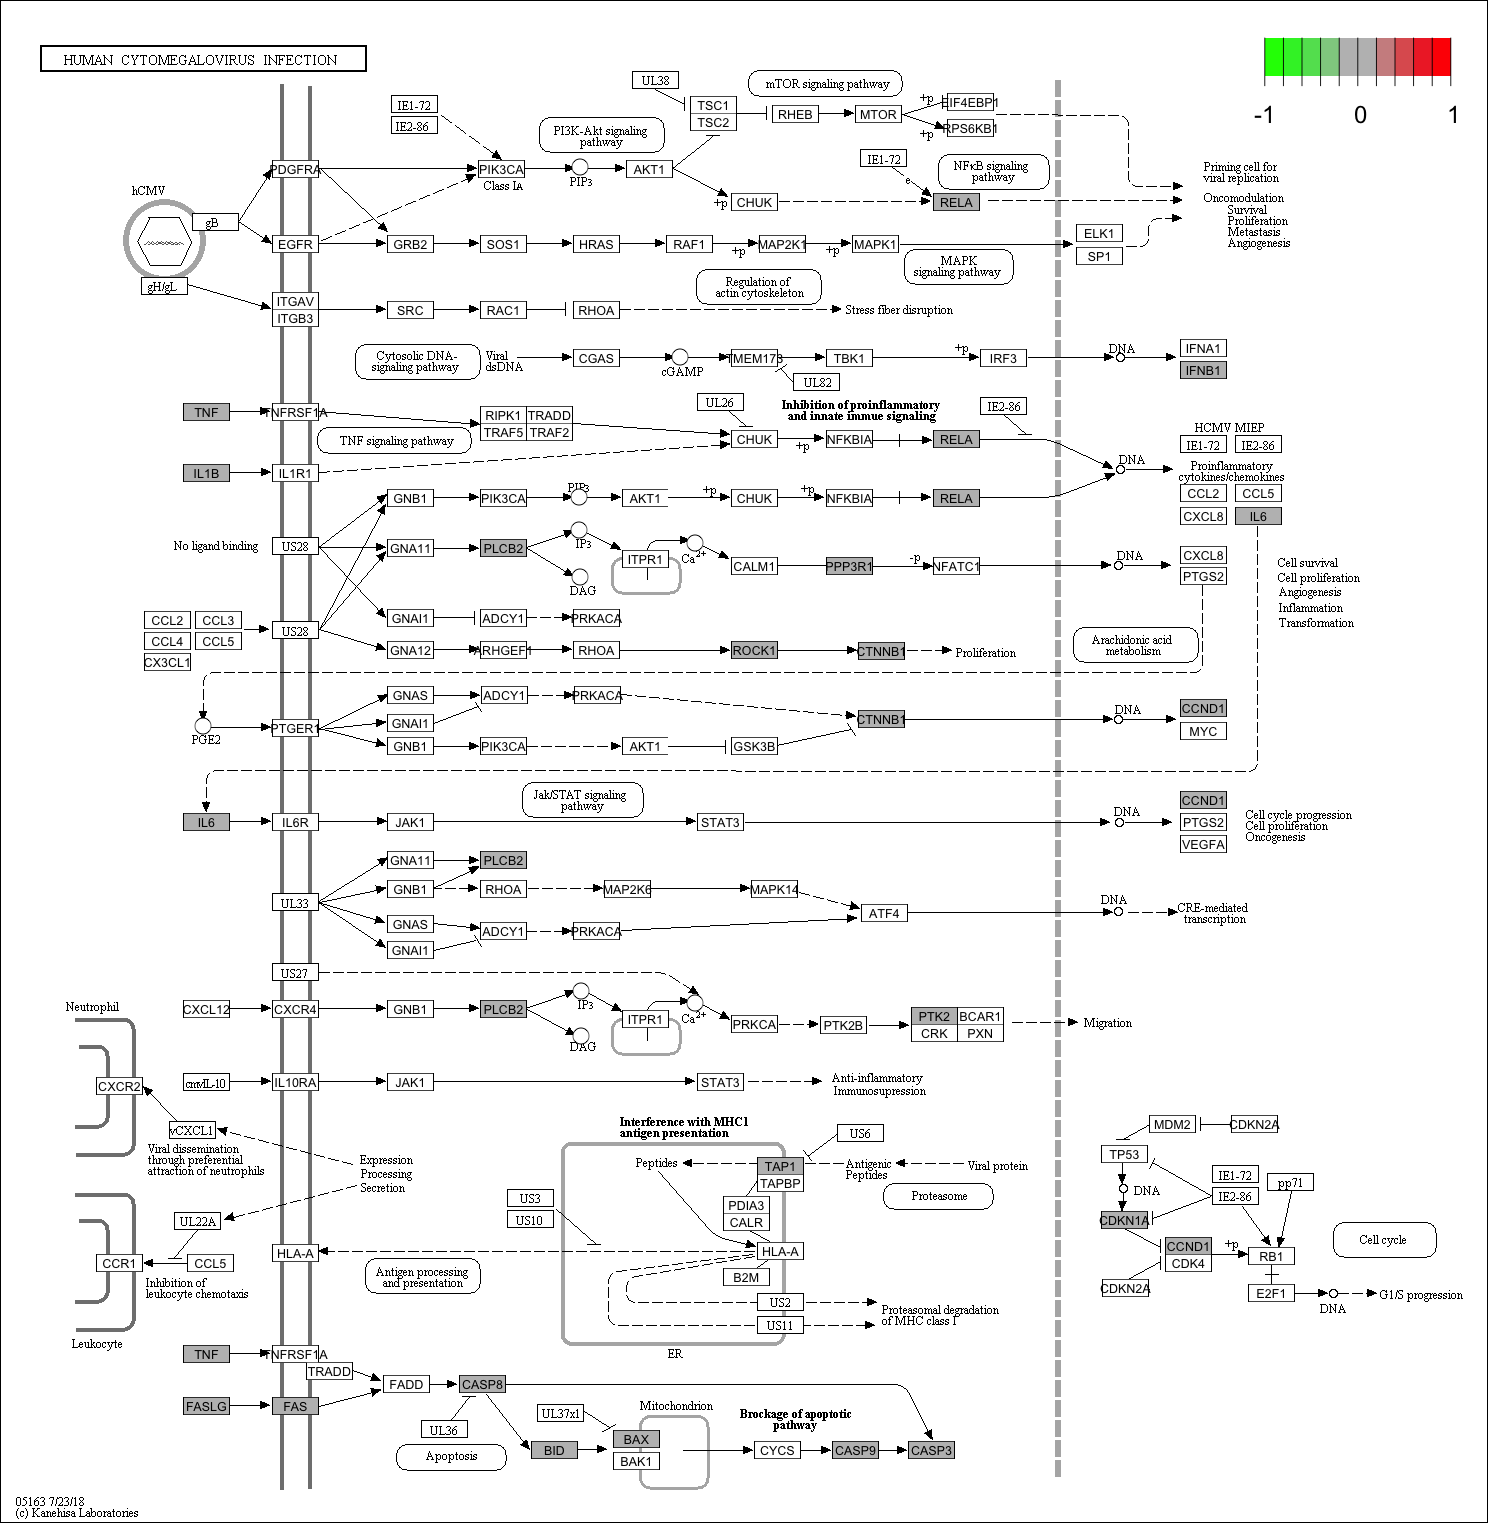 HUMAN CYTOMEGALOVIRUS INFECTION
-1
0
1
UL38
mTOR signaling pathway
IE1-72
IE2-86
PI3K-Akt signaling
pathway
TSC1
TSC2
RHEB
MTOR
+p
EIF4EBP1
+p
RPS6KB1
PDGFRA
PIK3CA
Class IA
PIP3
AKT1
IE1-72
NFκB signaling
pathway
Priming cell for
viral replication
hCMV
gB
+p
CHUK
e
RELA
Oncomodulation
Survival
Proliferation
Metastasis
Angiogenesis
EGFR
GRB2
SOS1
HRAS
RAF1
+p
MAP2K1
+p
MAPK1
ELK1
SP1
MAPK
signaling pathway
gH/gL
Regulation of
actin cytoskeleton
ITGAV
ITGB3
SRC
RAC1
RHOA
Stress fiber disruption
Cytosolic DNA-
signaling pathway
Viral
dsDNA
CGAS
cGAMP
TMEM173
TBK1
+p
IRF3
DNA
IFNA1
IFNB1
UL82
TNF
TNFRSF1A
RIPK1
TRADD
TRAF5
TRAF2
UL26
Inhibition of proinflammatory
and innate immue signaling
IE2-86
TNF signaling pathway
CHUK
+p
NFKBIA
RELA
HCMV MIEP
IE1-72
IE2-86
IL1B
IL1R1
DNA
Proinflammatory
cytokines/chemokines
GNB1
PIK3CA
PIP3
AKT1
+p
CHUK
+p
NFKBIA
RELA
CCL2
CCL5
CXCL8
IL6
No ligand binding
US28
GNA11
PLCB2
IP3
DAG
ITPR1
Ca2+
CALM1
PPP3R1
-p
NFATC1
DNA
CXCL8
PTGS2
Cell survival
Cell proliferation
Angiogenesis
Inflammation
Transformation
CCL2
CCL3
CCL4
CCL5
CX3CL1
US28
GNAI1
ADCY1
PRKACA
GNA12
ARHGEF1
RHOA
ROCK1
CTNNB1
Proliferation
Arachidonic acid
metabolism
PGE2
PTGER1
GNAS
ADCY1
PRKACA
GNAI1
CTNNB1
DNA
CCND1
MYC
GNB1
PIK3CA
AKT1
GSK3B
Jak/STAT signaling
pathway
IL6
IL6R
JAK1
STAT3
DNA
CCND1
PTGS2
VEGFA
Cell cycle progression
Cell proliferation
Oncogenesis
UL33
GNA11
PLCB2
GNB1
RHOA
MAP2K6
MAPK14
GNAS
ADCY1
PRKACA
GNAI1
ATF4
DNA
CRE-mediated
transcription
US27
Neutrophil
CXCL12
CXCR4
GNB1
PLCB2
IP3
DAG
ITPR1
Ca2+
PRKCA
PTK2B
PTK2
BCAR1
CRK
PXN
Migration
CXCR2
cmvIL-10
IL10RA
JAK1
STAT3
Anti-inflammatory
Immunosupression
vCXCL1
Viral dissemination
through preferential
attraction of neutrophils
Expression
Processing
Secretion
Interference with MHC1
antigen presentation
US6
Peptides
TAP1
TAPBP
Antigenic
Peptides
Viral protein
Proteasome
PDIA3
CALR
US3
US10
UL22A
CCR1
CCL5
Inhibition of
leukocyte chemotaxis
Leukocyte
HLA-A
HLA-A
Antigen processing
and presentation
B2M
US2
US11
Proteasomal degradation
of MHC class I
ER
MDM2
CDKN2A
TP53
DNA
IE1-72
IE2-86
pp71
CDKN1A
CCND1
CDK4
+p
RB1
CDKN2A
E2F1
DNA
G1/S progression
Cell cycle
TNF
TNFRSF1A
TRADD
FADD
CASP8
FASLG
FAS
UL36
UL37x1
Mitochondrion
Brockage of apoptotic
pathway
Apoptosis
BID
BAX
BAK1
CYCS
CASP9
CASP3
05163 7/23/18
(c) Kanehisa Laboratories